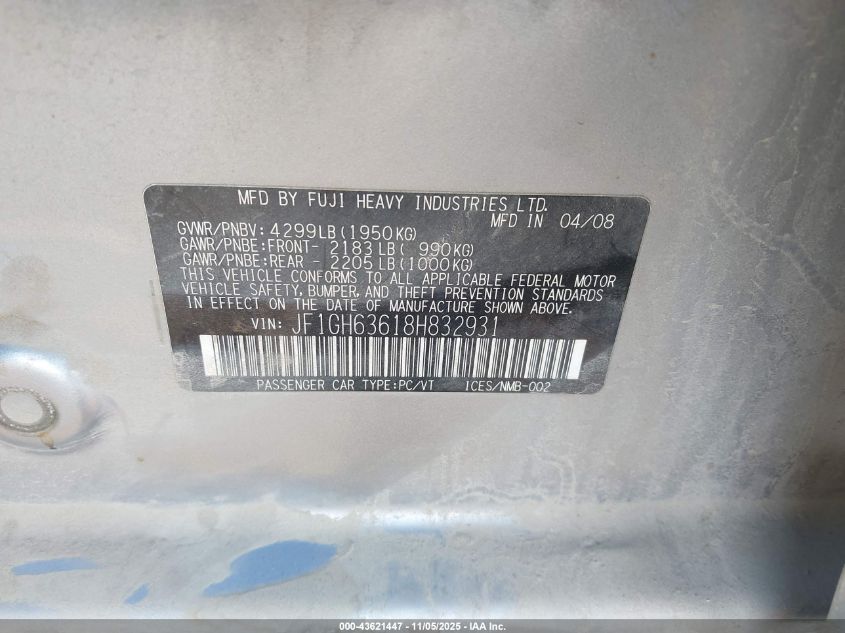 MFD BY FUJI HEAVY INDUSTRIES LTD.
MFD IN 04/08
GVWR/PNBV: 4299LB(1950KG)
GAWR/PNBE:FRONT- 2183LB( 990KG)
GAWR/PNBE:REAR - 2205LB(1000KG)
THIS VEHICLE CONFORMS TO ALL APPLICABLE FEDERAL MOTOR
VEHICLE SAFETY, BUMPER, AND THEFT PREVENTION STANDARDS
IN EFFECT ON THE DATE OF MANUFACTURE SHOWN ABOVE.
VIN: JF1GH63618H832931
PASSENGER CAR TYPE:PC/VT ICES/NMB-002
000-43621447 - 11/05/2025 - IAA Inc.